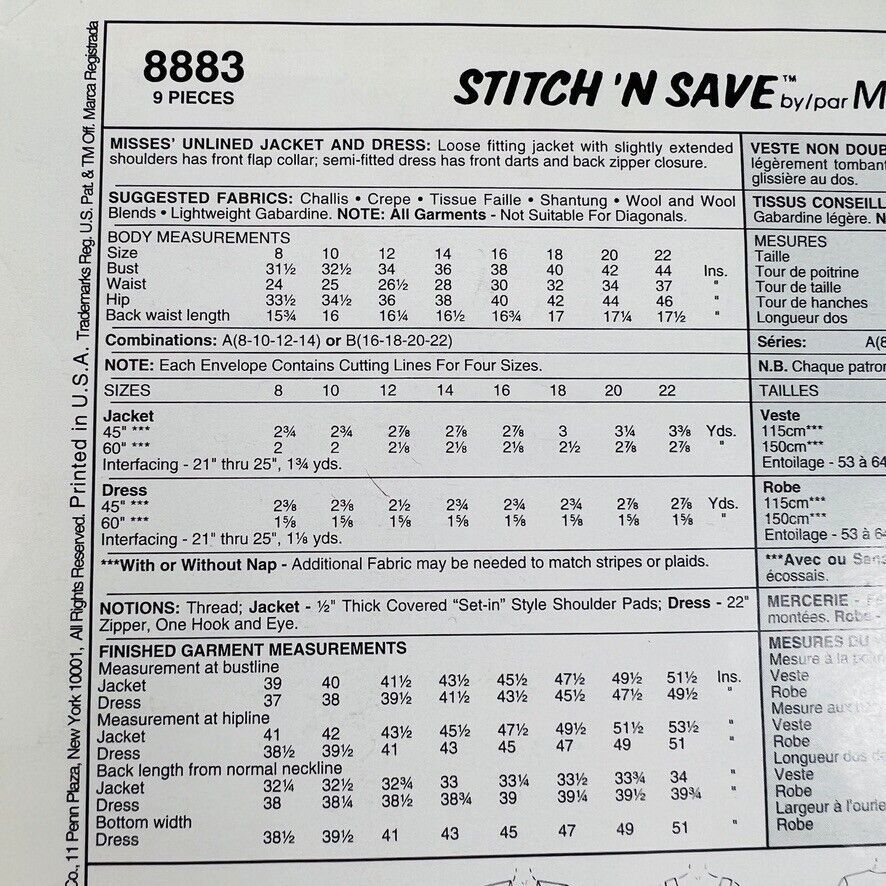 8883
9 PIECES
STITCH 'N SAVE™ by/par M
MISSES' UNLINED JACKET AND DRESS: Loose fitting jacket with slightly extended
shoulders has front flap collar; semi-fitted dress has front darts and back zipper closure.
SUGGESTED FABRICS: Challis • Crepe • Tissue Faille • Shantung • Wool and Wool
Blends • Lightweight Gabardine. NOTE: All Garments - Not Suitable For Diagonals.
BODY MEASUREMENTS
Size 8 10 12 14 16 18 20 22
Bust 31½ 32½ 34 36 38 40 42 44 Ins.
Waist 24 25 26½ 28 30 32 34 37 "
Hip 33½ 34½ 36 38 40 42 44 46 "
Back waist length 15¾ 16 16¼ 16½ 16¾ 17 17¼ 17½ "
Combinations: A(8-10-12-14) or B(16-18-20-22)
NOTE: Each Envelope Contains Cutting Lines For Four Sizes.
SIZES 8 10 12 14 16 18 20 22
Jacket
45" *** 2¾ 2¾ 2⅞ 2⅞ 2⅞ 3 3¼ 3⅜ Yds.
60" *** 2 2 2⅛ 2⅛ 2⅛ 2½ 2⅞ 2⅞ "
Interfacing - 21" thru 25", 1¾ yds.
Dress
45" *** 2⅜ 2⅜ 2½ 2¾ 2¾ 2¾ 2⅞ 2⅞ Yds.
60" *** 1⅝ 1⅝ 1⅝ 1⅝ 1⅝ 1⅝ 1⅝ 1⅝ "
Interfacing - 21" thru 25", 1⅛ yds.
***With or Without Nap - Additional Fabric may be needed to match stripes or plaids.
NOTIONS: Thread; Jacket - ½" Thick Covered "Set-in" Style Shoulder Pads; Dress - 22"
Zipper, One Hook and Eye.
FINISHED GARMENT MEASUREMENTS
Measurement at bustline
Jacket 39 40 41½ 43½ 45½ 47½ 49½ 51½ Ins.
Dress 37 38 39½ 41½ 43½ 45½ 47½ 49½ "
Measurement at hipline
Jacket 41 42 43½ 45½ 47½ 49½ 51½ 53½ "
Dress 38½ 39½ 41 43 45 47 49 51 "
Back length from normal neckline
Jacket 32¼ 32½ 32¾ 33 33¼ 33½ 33¾ 34 "
Dress 38 38¼ 38½ 38¾ 39 39¼ 39½ 39¾ "
Bottom width
Dress 38½ 39½ 41 43 45 47 49 51 "
VESTE NON DOUB
légèrement tombant
glissière au dos.
TISSUS CONSEILL
Gabardine légère. N
MESURES
Taille
Tour de poitrine
Tour de taille
Tour de hanches
Longueur dos
Séries: A(8
N.B. Chaque patron
TAILLES
Veste
115cm***
150cm***
Entoilage - 53 à 64
Robe
115cm***
150cm***
Entoilage - 53 à 64
***Avec ou Sans
écossais.
MERCERIE - F
montées. Robe -
MESURES DU
Mesure à la poitr
Veste
Robe
Mesure aux
Veste
Robe
Longueur dos de
Veste
Robe
Largeur à l'ourle
Robe
Co., 11 Penn Plaza, New York 10001, All Rights Reserved. Printed in U.S.A. Trademarks Reg. U.S. Pat. & TM Off. Marca Registrada